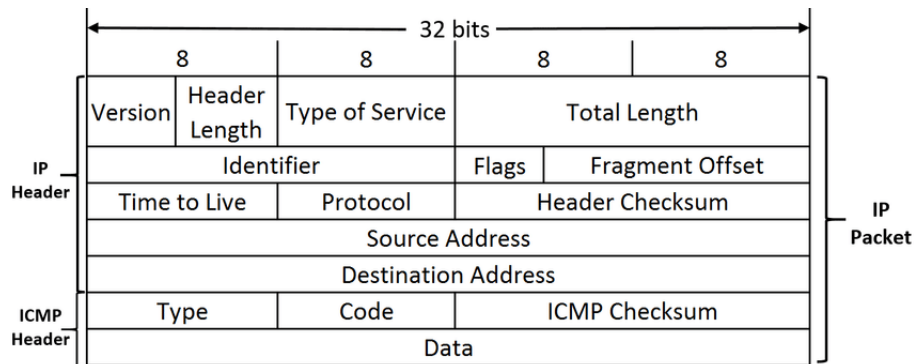 32 bits
8 8 8 8
Version Header Length Type of Service Total Length
IP Header
Identifier Flags Fragment Offset
Time to Live Protocol Header Checksum
IP Packet
Source Address
Destination Address
ICMP Header
Type Code ICMP Checksum
Data